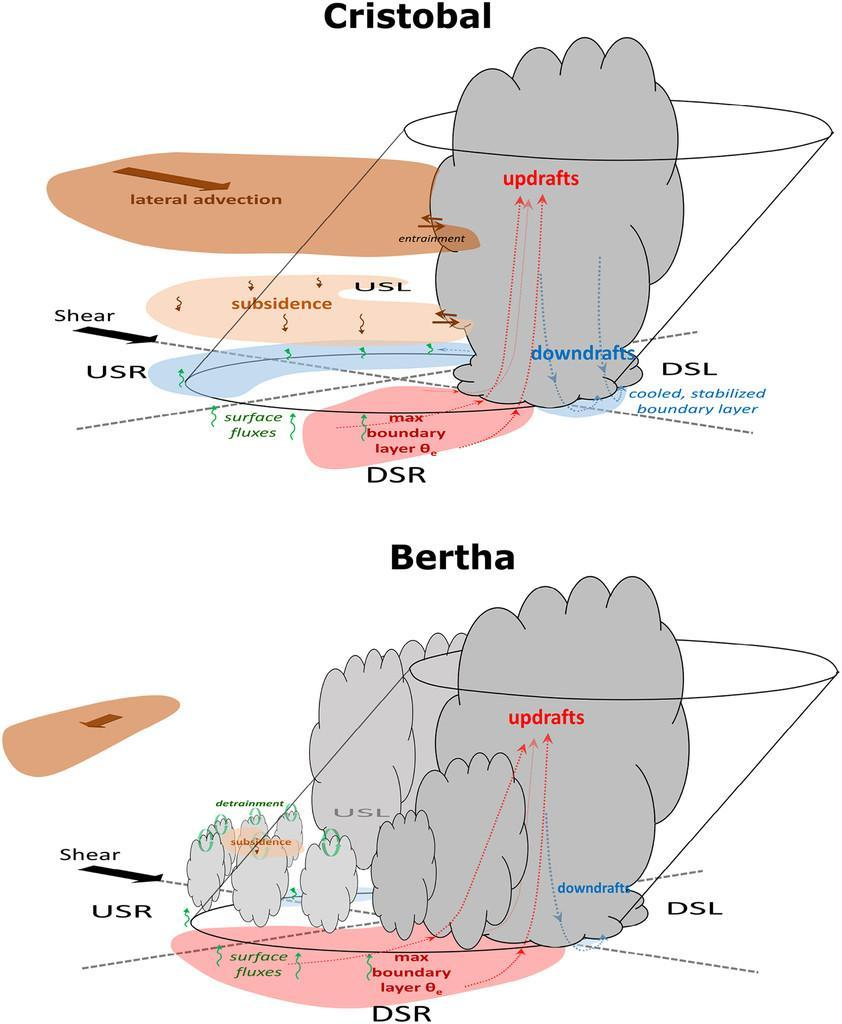 Cristobal
updrafts
lateral advection
entrainment
USL
subsidence
Shear
downdrafts
USR
DSL
cooled, stabilized
boundary layer
surface
fluxes
max
boundary
layer θe
DSR
Bertha
updrafts
detrainment
USL
subsidence
Shear
downdrafts
USR
DSL
surface
fluxes
max
boundary
layer θe
DSR